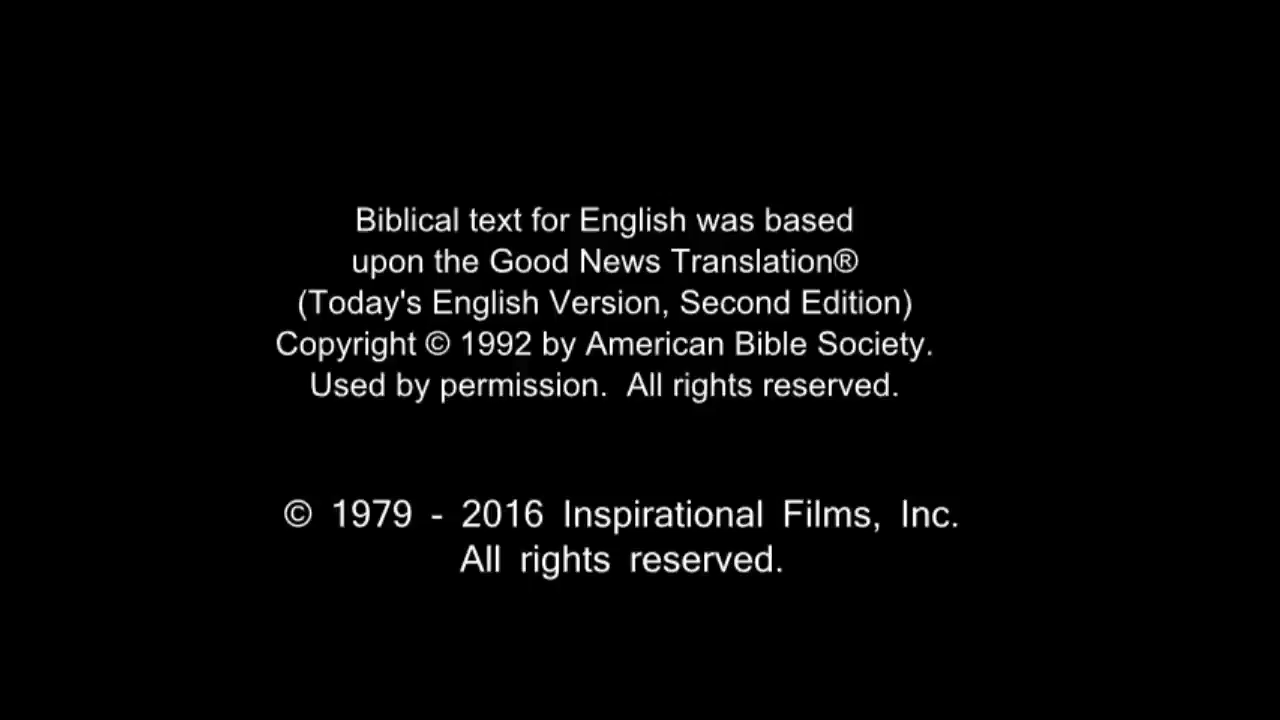 Biblical text for English was based
upon the Good News Translation®
(Today's English Version, Second Edition)
Copyright © 1992 by American Bible Society.
Used by permission.  All rights reserved.
© 1979 - 2016 Inspirational Films, Inc.
All rights reserved.